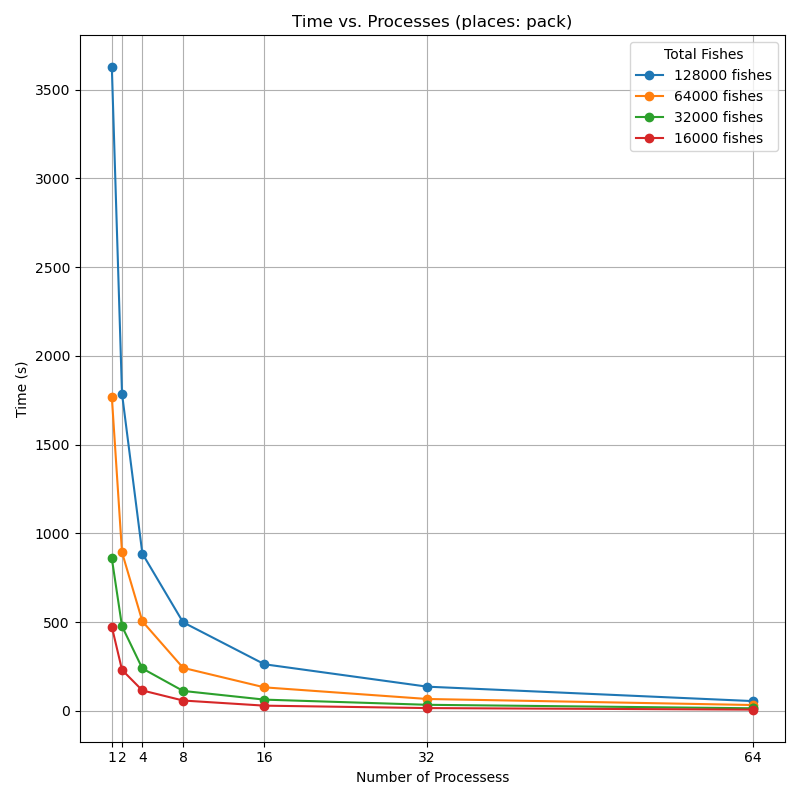 Time vs. Processes (places: pack)
Total Fishes
128000 fishes
64000 fishes
32000 fishes
16000 fishes
Time (s)
3500
3000
2500
2000
1500
1000
500
0
1 2 4 8 16 32 64
Number of Processess